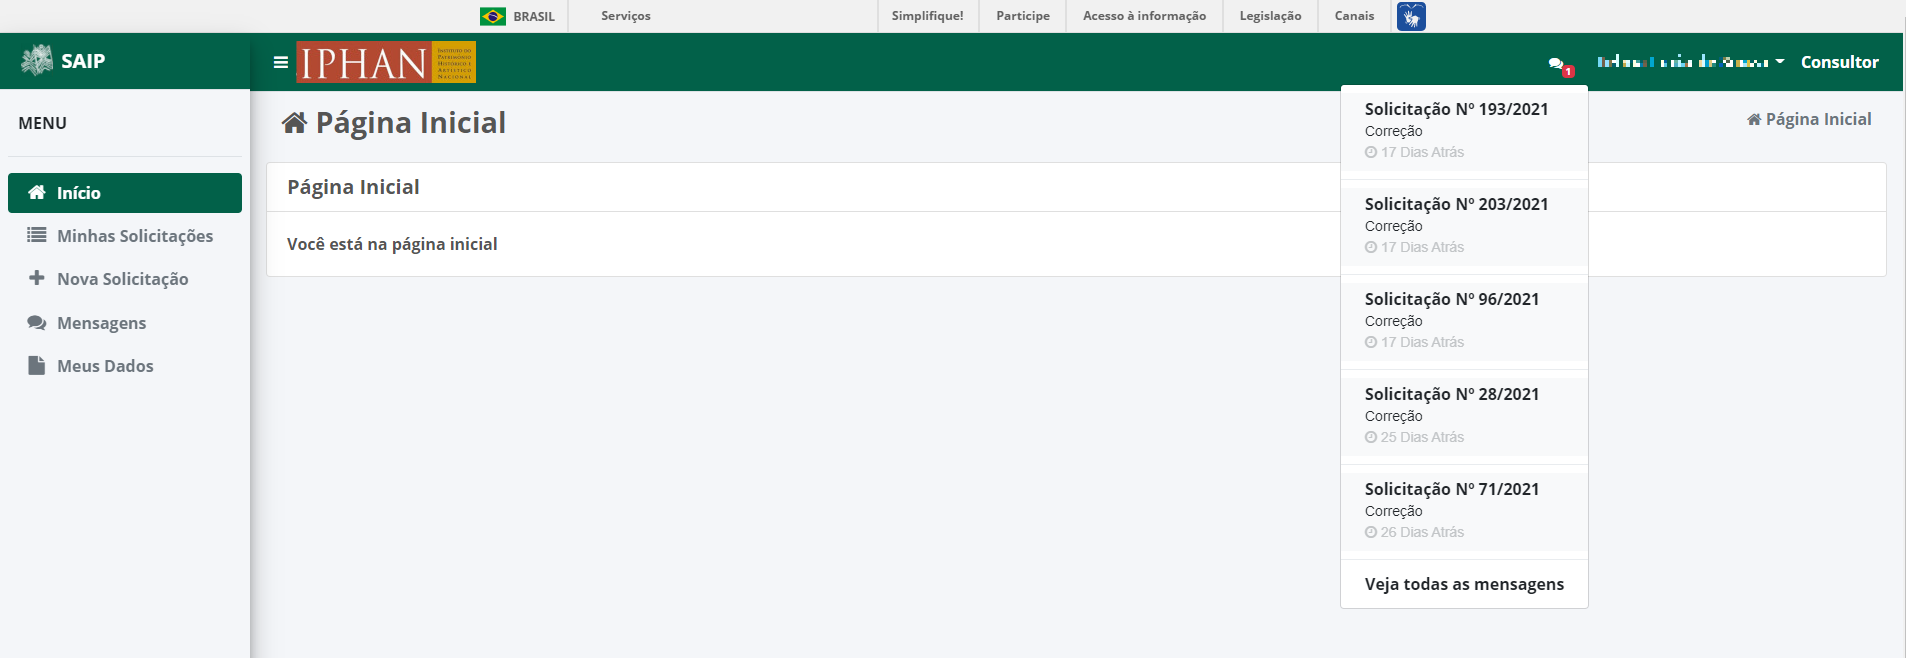 BRASIL
Serviços
Simplifique!
Participe
Acesso à informação
Legislação
Canais
SAIP
IPHAN
INSTITUTO DO
PATRIMÔNIO
HISTÓRICO E
ARTÍSTICO
NACIONAL
1
Consultor
MENU
Início
Minhas Solicitações
Nova Solicitação
Mensagens
Meus Dados
Página Inicial
Página Inicial
Página Inicial
Você está na página inicial
Solicitação Nº 193/2021
Correção
17 Dias Atrás
Solicitação Nº 203/2021
Correção
17 Dias Atrás
Solicitação Nº 96/2021
Correção
17 Dias Atrás
Solicitação Nº 28/2021
Correção
25 Dias Atrás
Solicitação Nº 71/2021
Correção
26 Dias Atrás
Veja todas as mensagens